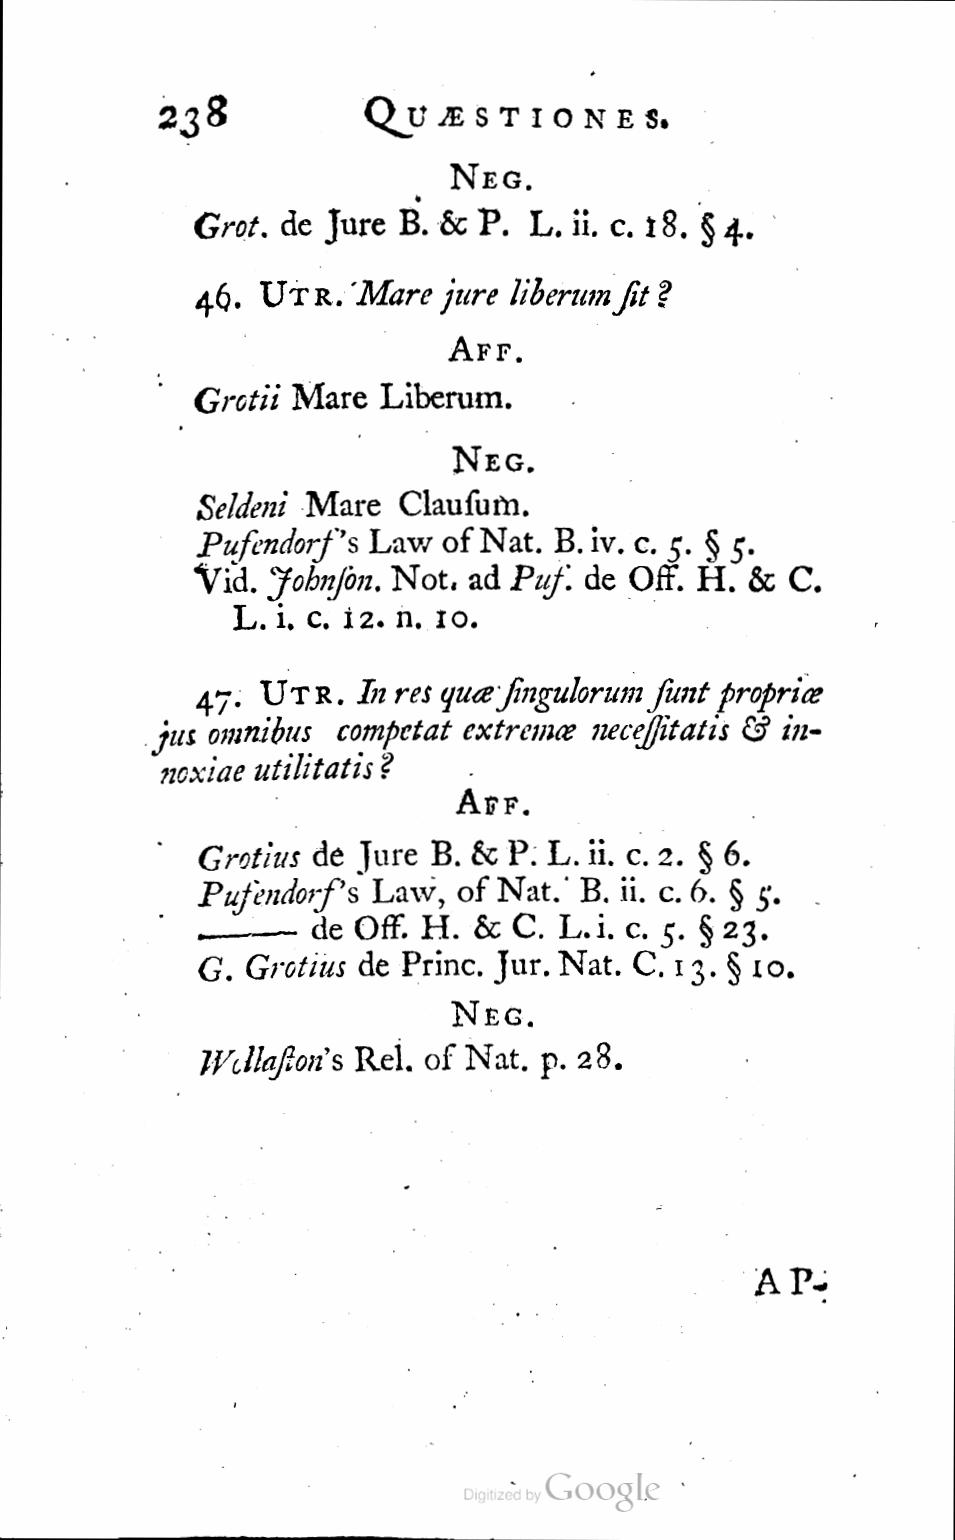 238 QUÆSTIONES.
NEG.
Grot. de Jure B. & P. L. ii. c. 18. § 4.
46. UTR. Mare jure liberum ſit?
AFF.
Grotii Mare Liberum.
NEG.
Seldeni Mare Clauſum.
Pufendorf's Law of Nat. B. iv. c. 5. § 5.
Vid. Johnſon. Not. ad Puf. de Off. H. & C.
L. i. c. 12. n. 10.
47. UTR. In res quæ ſingulorum ſunt propriæ
jus omnibus competat extremæ neceſſitatis & in-
noxiae utilitatis?
AFF.
Grotius de Jure B. & P. L. ii. c. 2. § 6.
Pufendorf's Law, of Nat. B. ii. c. 6. § 5.
——— de Off. H. & C. L. i. c. 5. § 23.
G. Grotius de Princ. Jur. Nat. C. 13. § 10.
NEG.
Wollaſton's Rel. of Nat. p. 28.
AP-
Digitized by Google